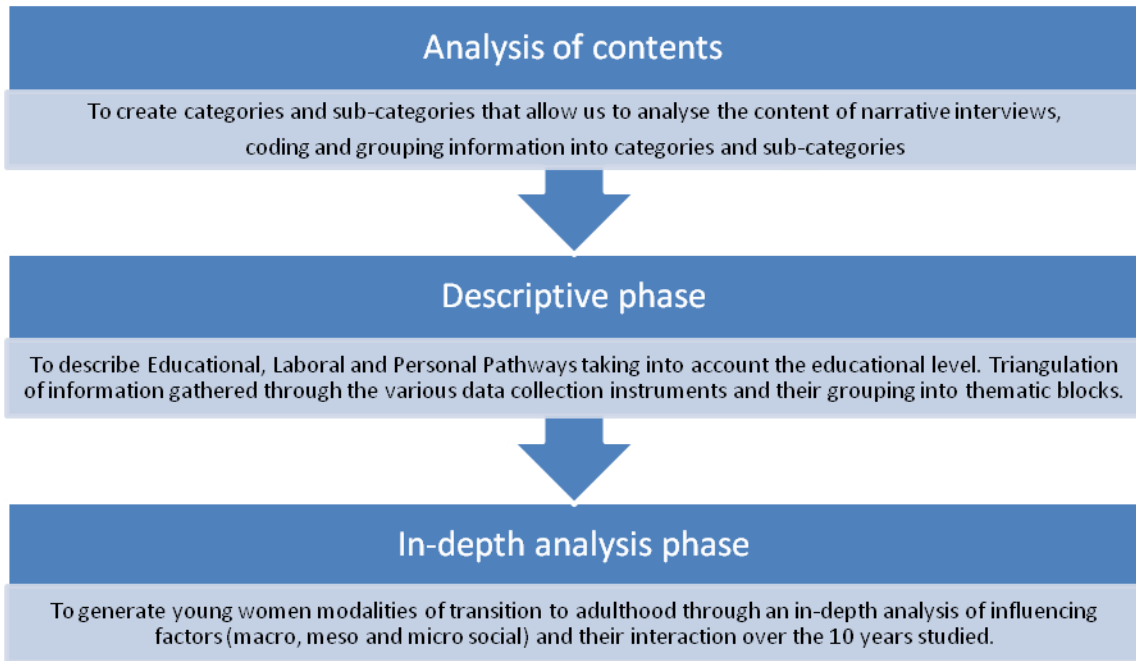 Analysis of contents
To create categories and sub-categories that allow us to analyse the content of narrative interviews,
coding and grouping information into categories and sub-categories
Descriptive phase
To describe Educational, Laboral and Personal Pathways taking into account the educational level. Triangulation
of information gathered through the various data collection instruments and their grouping into thematic blocks.
In-depth analysis phase
To generate young women modalities of transition to adulthood through an in-depth analysis of influencing
factors (macro, meso and micro social) and their interaction over the 10 years studied.